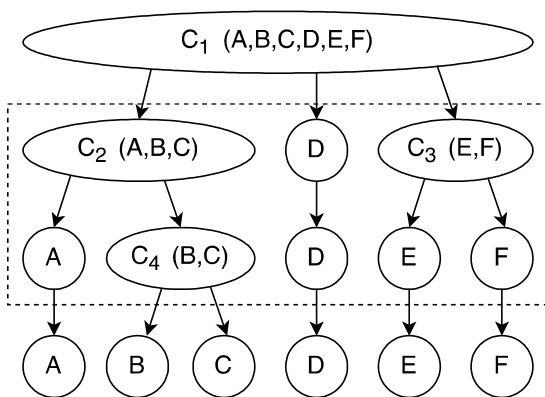 C₁ (A,B,C,D,E,F)
C₂ (A,B,C) D C₃ (E,F)
A C₄ (B,C) D E F
A B C D E F